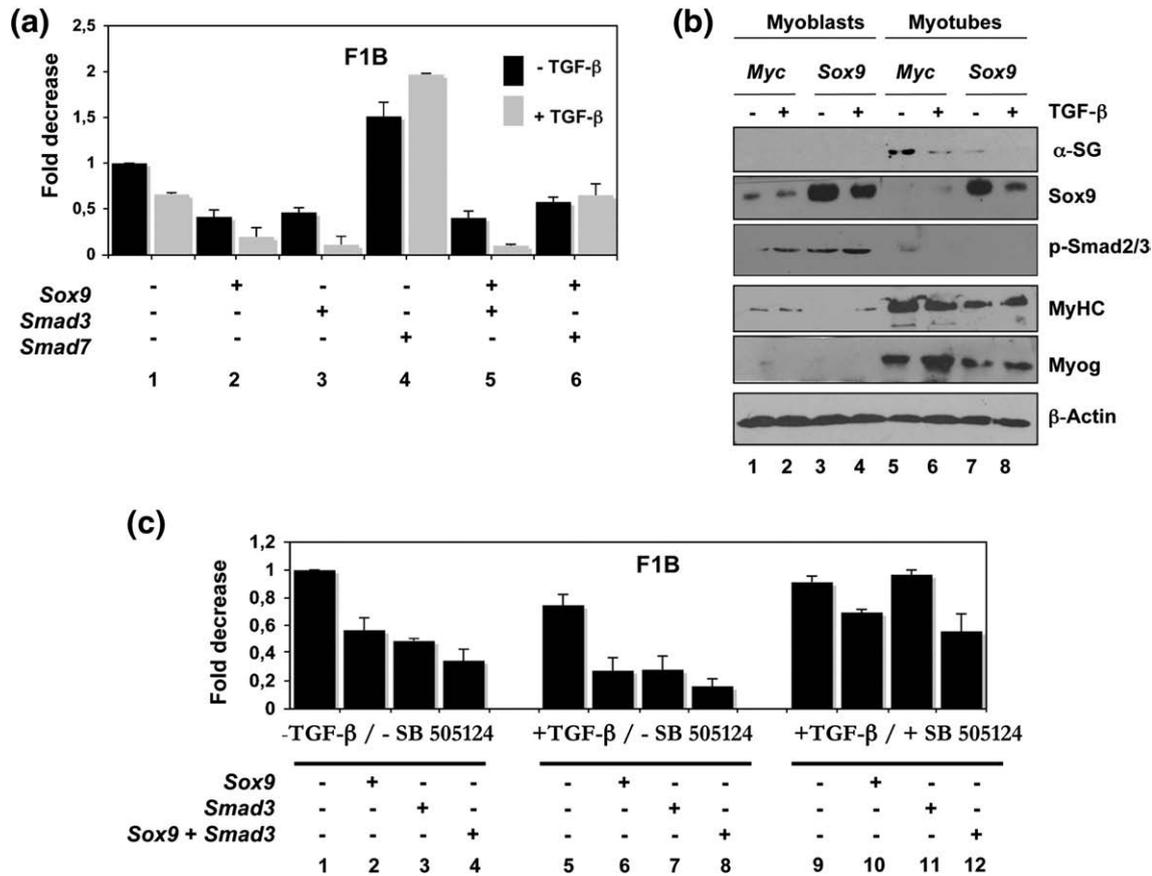 (a)
F1B
Fold decrease
2,5
2
1,5
1
0,5
0
- TGF-β
+ TGF-β
Sox9 - + - - + +
Smad3 - - + - + -
Smad7 - - - + - +
1 2 3 4 5 6
(b)
Myoblasts Myotubes
Myc Sox9 Myc Sox9
- + - + - + - + TGF-β
α-SG
Sox9
p-Smad2/3
MyHC
Myog
β-Actin
1 2 3 4 5 6 7 8
(c)
F1B
Fold decrease
1,2
1
0,8
0,6
0,4
0,2
0
-TGF-β / - SB 505124 +TGF-β / - SB 505124 +TGF-β / + SB 505124
Sox9 - + - - - + - - - + - -
Smad3 - - + - - - + - - - + -
Sox9 + Smad3 - - - + - - - + - - - +
1 2 3 4 5 6 7 8 9 10 11 12